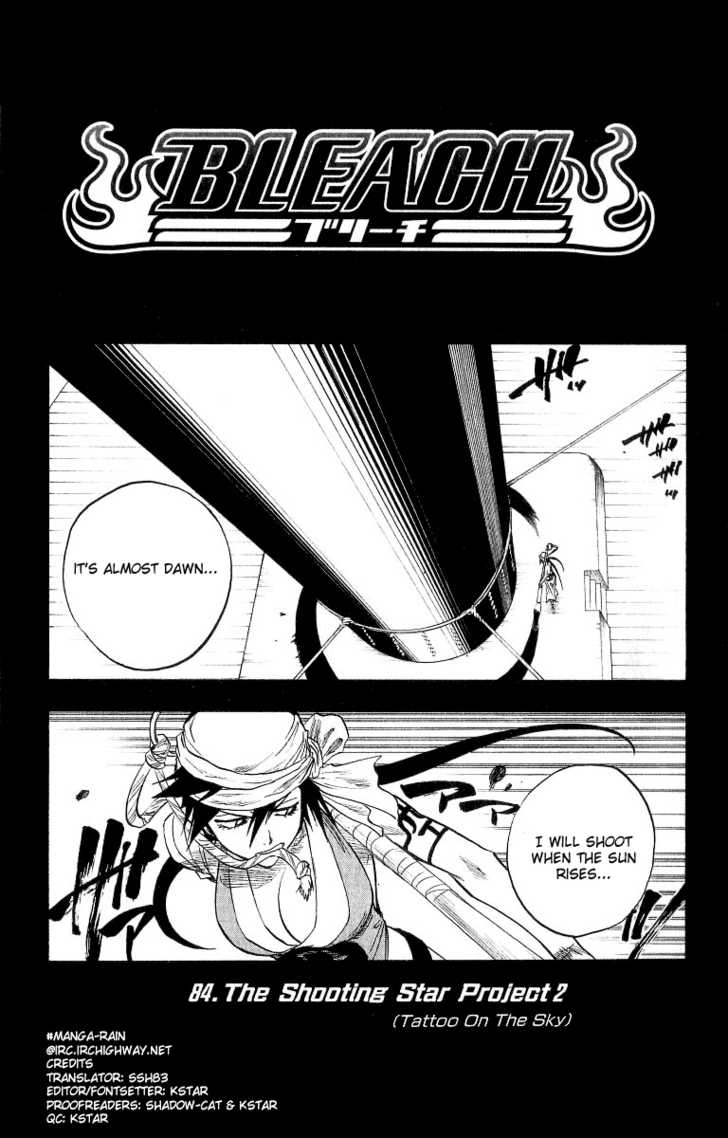 BLEACH
ブリーチ
IT'S ALMOST DAWN...
I WILL SHOOT
WHEN THE SUN
RISES...
84. The Shooting Star Project 2
(Tattoo On The Sky)
#MANGA-RAIN
@IRC.IRCHIGHWAY.NET
CREDITS
TRANSLATOR: SSH83
EDITOR/FONTSETTER: KSTAR
PROOFREADERS: SHADOW-CAT & KSTAR
QC: KSTAR